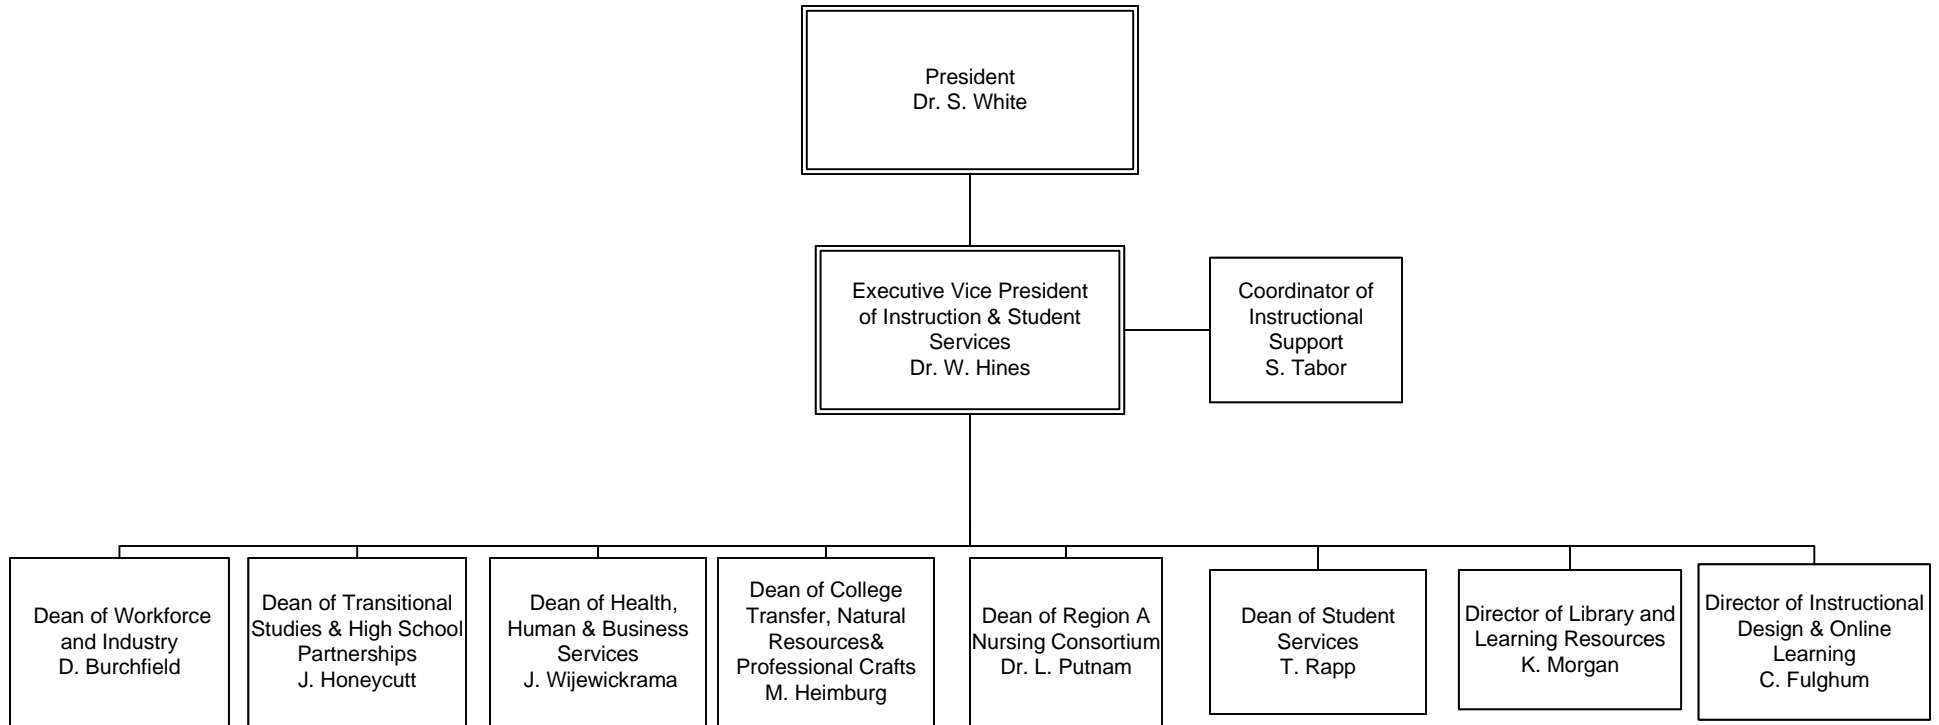 President
Dr. S. White
Executive Vice President
of Instruction & Student
Services
Dr. W. Hines
Coordinator of
Instructional
Support
S. Tabor
Dean of Workforce
and Industry
D. Burchfield
Dean of Transitional
Studies & High School
Partnerships
J. Honeycutt
Dean of Health,
Human & Business
Services
J. Wijewickrama
Dean of College
Transfer, Natural
Resources&
Professional Crafts
M. Heimburg
Dean of Region A
Nursing Consortium
Dr. L. Putnam
Dean of Student
Services
T. Rapp
Director of Library and
Learning Resources
K. Morgan
Director of Instructional
Design & Online
Learning
C. Fulghum